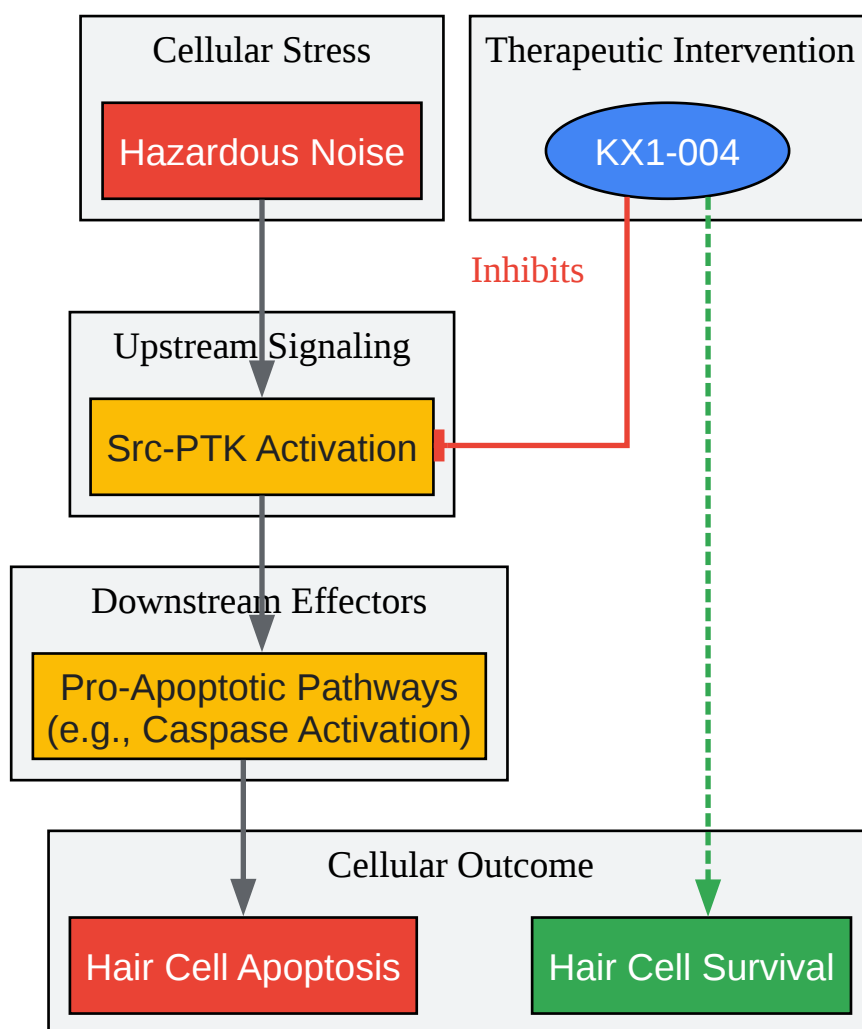 Cellular Stress
Therapeutic Intervention
Hazardous Noise
KX1-004
Inhibits
Upstream Signaling
Src-PTK Activation
Downstream Effectors
Pro-Apoptotic Pathways
(e.g., Caspase Activation)
Cellular Outcome
Hair Cell Apoptosis
Hair Cell Survival